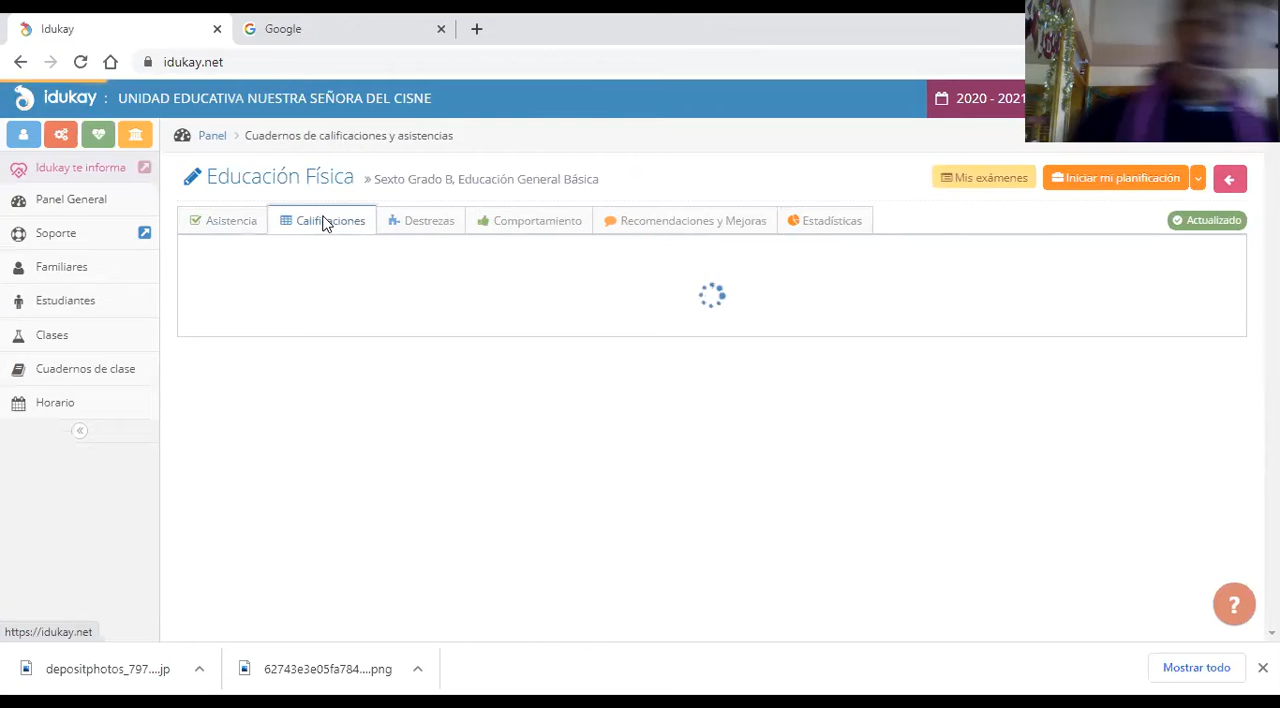 Idukay
Google
idukay.net
idukay : UNIDAD EDUCATIVA NUESTRA SEÑORA DEL CISNE
2020 - 2021
Idukay te informa
Panel General
Soporte
Familiares
Estudiantes
Clases
Cuadernos de clase
Horario
Panel > Cuadernos de calificaciones y asistencias
Educación Física » Sexto Grado B, Educación General Básica
Mis exámenes
Iniciar mi planificación
Asistencia
Calificaciones
Destrezas
Comportamiento
Recomendaciones y Mejoras
Estadísticas
Actualizado
?
https://idukay.net
depositphotos_797....jp
62743e3e05fa784....png
Mostrar todo